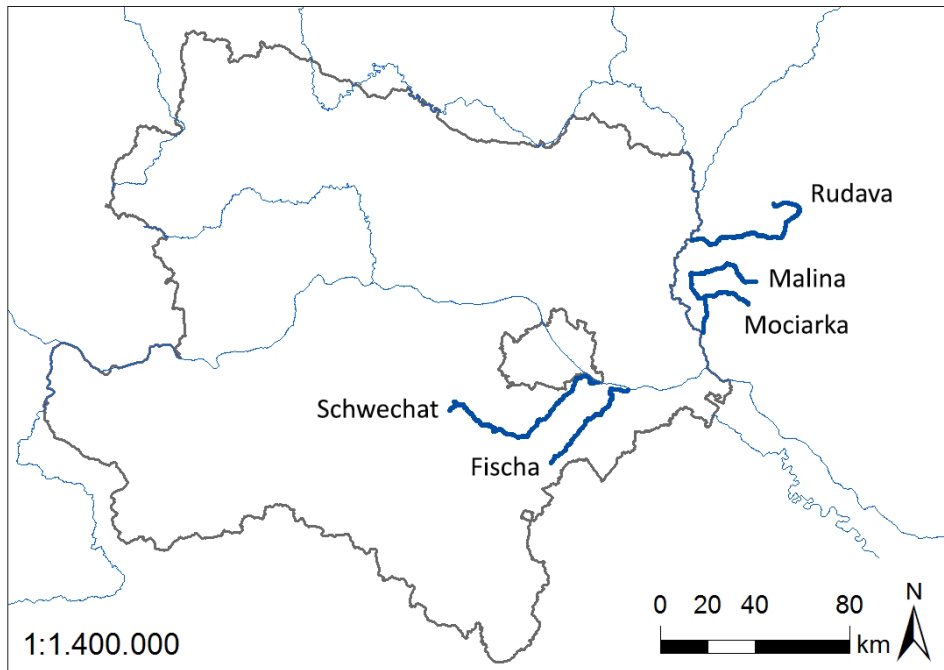 Rudava
Malina
Mociarka
Schwechat
Fischa
N
0 20 40 80
km
1:1.400.000